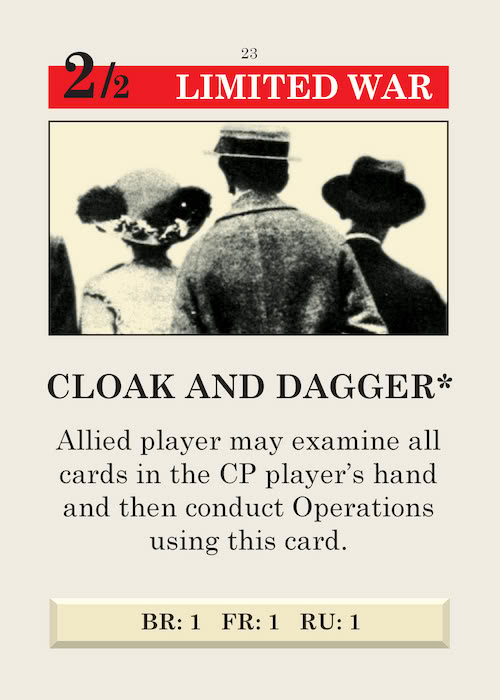 23
2/2 LIMITED WAR
CLOAK AND DAGGER*
Allied player may examine all
cards in the CP player’s hand
and then conduct Operations
using this card.
BR: 1 FR: 1 RU: 1